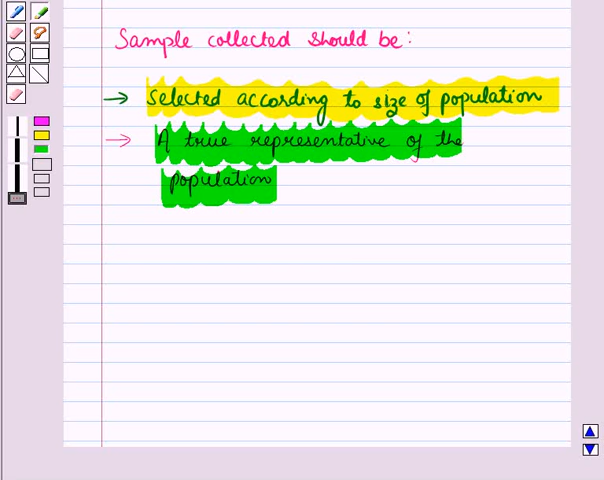 Sample collected should be:
→ Selected according to size of population
→ A true representative of the
population